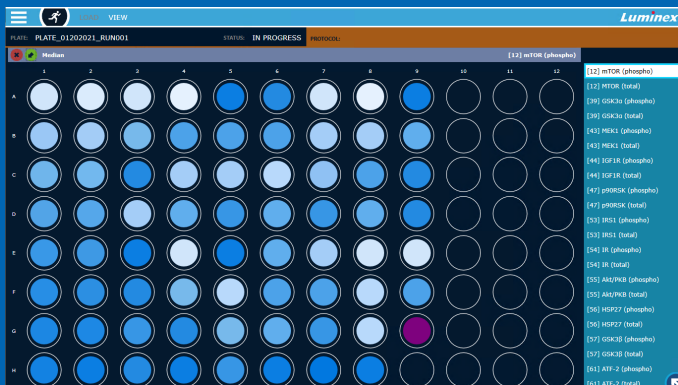 VIEW
Luminex
PLATE: PLATE_01202021_RUN001 STATUS: IN PROGRESS PROTOCOL:
Median [12] mTOR (phospho)
1 2 3 4 5 6 7 8 9 10 11 12
A
B
C
D
E
F
G
H
[12] mTOR (phospho)
[12] MTOR (total)
[39] GSK3α (phospho)
[39] GSK3α (total)
[43] MEK1 (phospho)
[43] MEK1 (total)
[44] IGF1R (phospho)
[44] IGF1R (total)
[47] p90RSK (phospho)
[47] p90RSK (total)
[53] IRS1 (phospho)
[53] IRS1 (total)
[54] IR (phospho)
[54] IR (total)
[55] Akt/PKB (phospho)
[55] Akt/PKB (total)
[56] HSP27 (phospho)
[56] HSP27 (total)
[57] GSK3β (phospho)
[57] GSK3β (total)
[61] ATF-2 (phospho)
[61] ATF-2 (total)